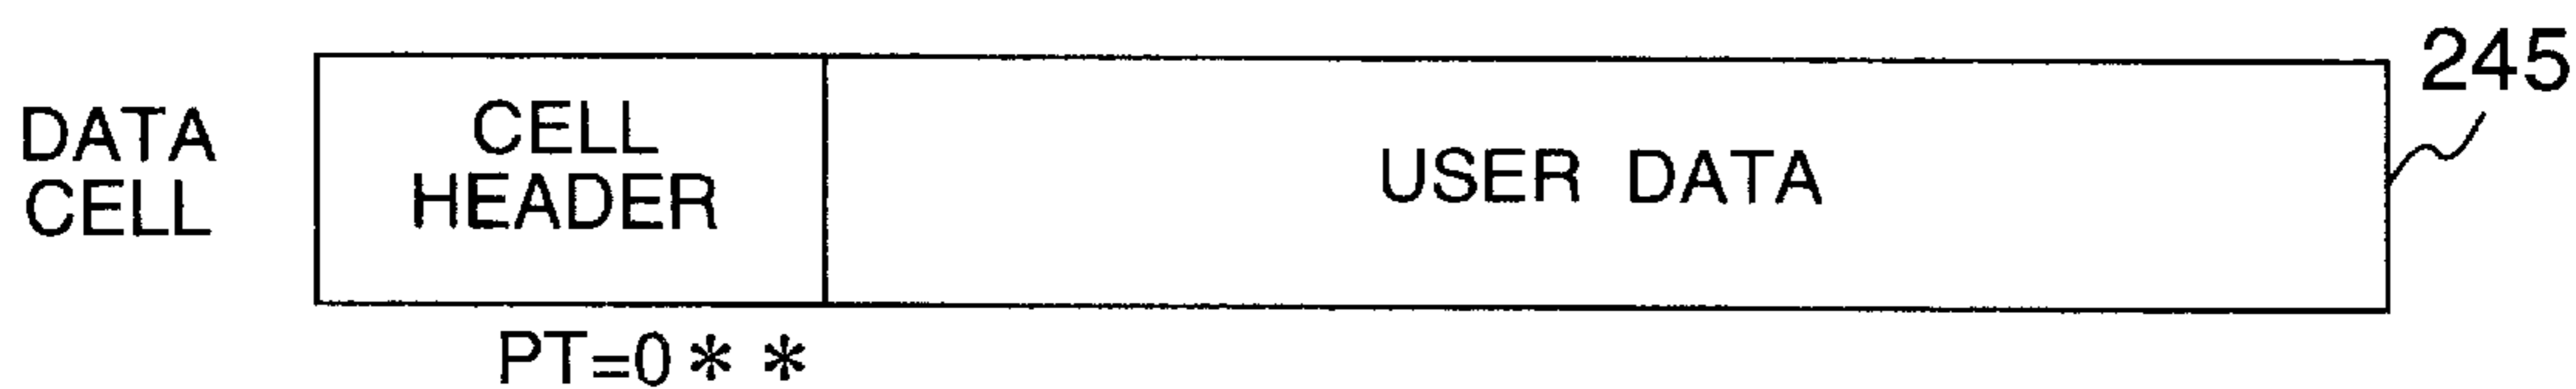 DATA
CELL
CELL
HEADER
USER DATA
245
PT=0**